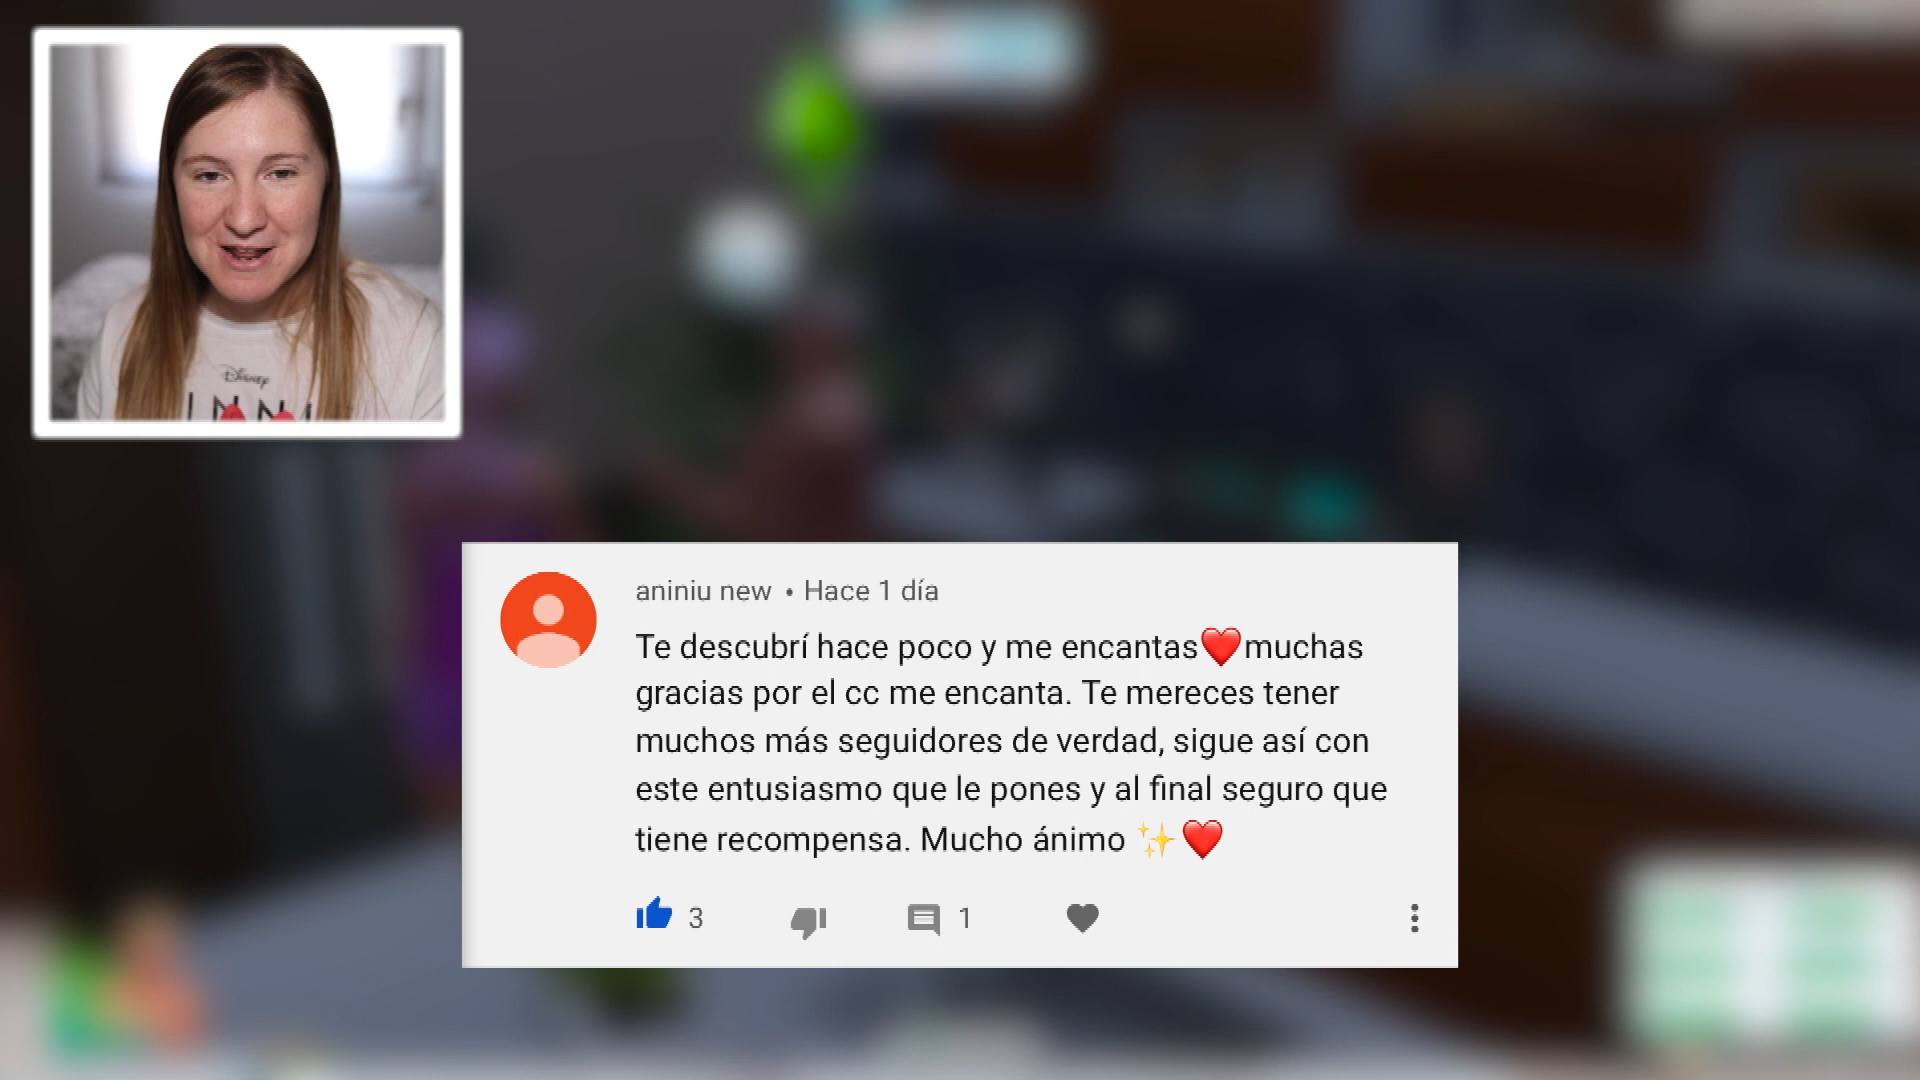 Disney
aniniu new • Hace 1 día
Te descubrí hace poco y me encantas❤️muchas
gracias por el cc me encanta. Te mereces tener
muchos más seguidores de verdad, sigue así con
este entusiasmo que le pones y al final seguro que
tiene recompensa. Mucho ánimo ✨❤️
3
1